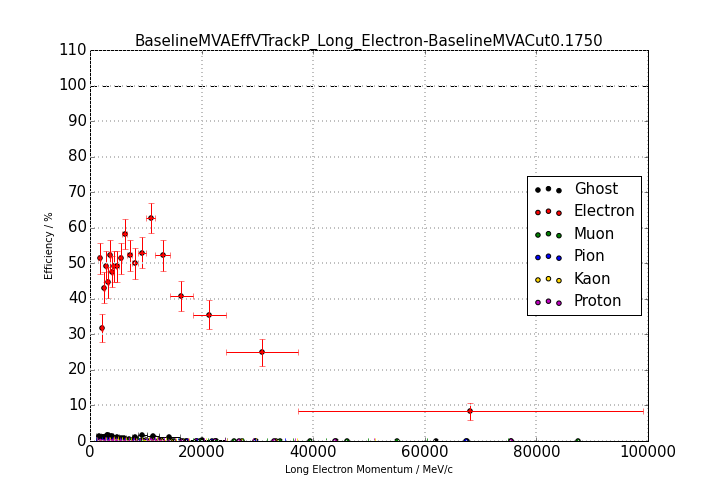 BaselineMVAEffVTrackP_Long_Electron-BaselineMVACut0.1750
110
100
90
80
70
60
50
40
30
20
10
0
Efficiency / %
Ghost
Electron
Muon
Pion
Kaon
Proton
0 20000 40000 60000 80000 100000
Long Electron Momentum / MeV/c